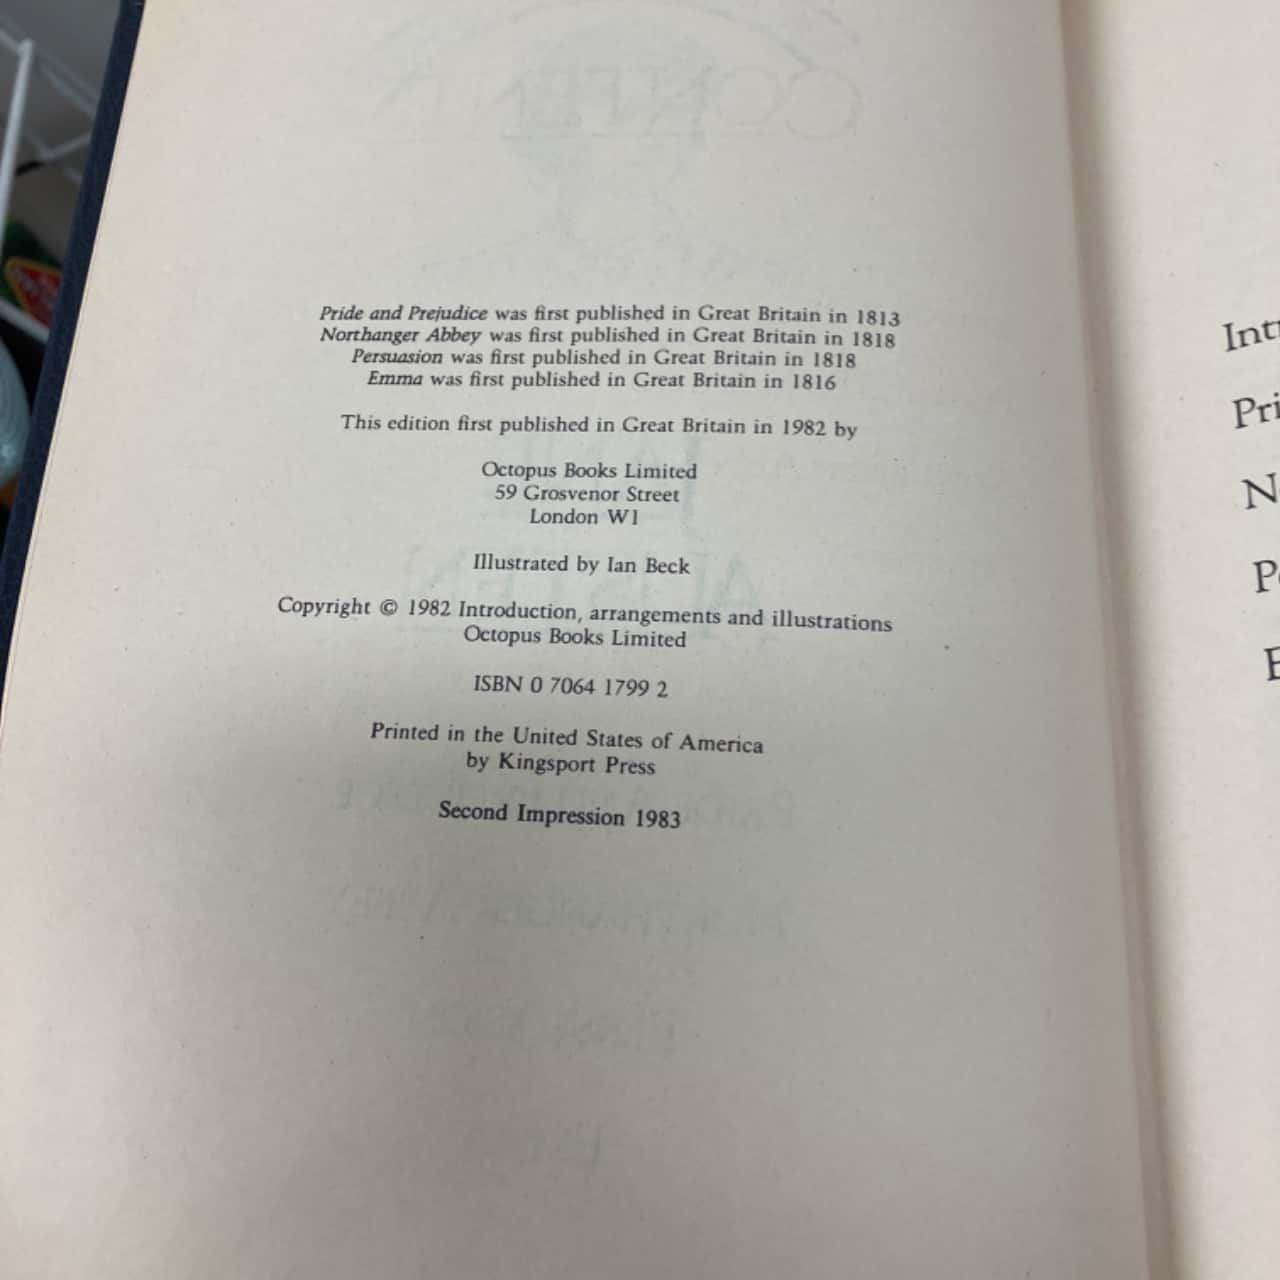 Pride and Prejudice was first published in Great Britain in 1813
Northanger Abbey was first published in Great Britain in 1818
Persuasion was first published in Great Britain in 1818
Emma was first published in Great Britain in 1816
This edition first published in Great Britain in 1982 by
Octopus Books Limited
59 Grosvenor Street
London W1
Illustrated by Ian Beck
Copyright © 1982 Introduction, arrangements and illustrations
Octopus Books Limited
ISBN 0 7064 1799 2
Printed in the United States of America
by Kingsport Press
Second Impression 1983
Int
Pri
N
P
E